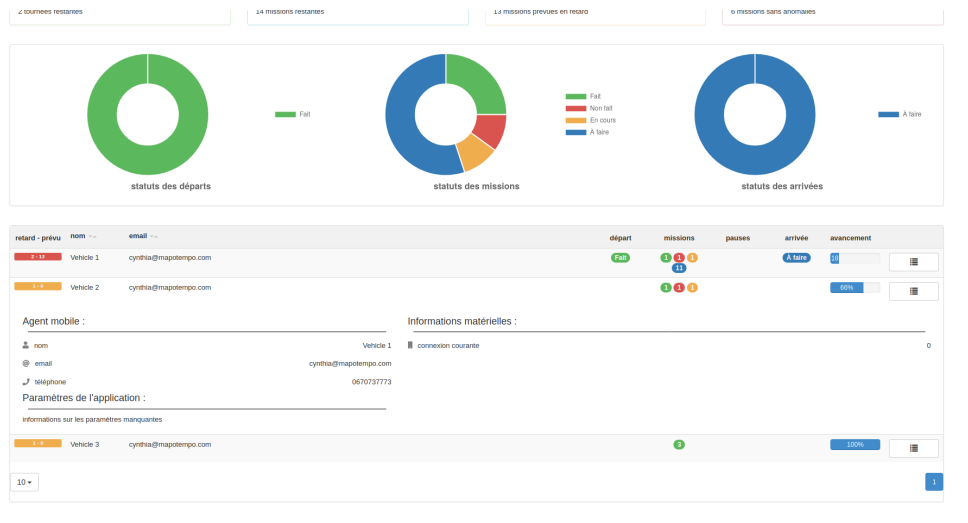 2 tournées restantes
14 missions restantes
13 missions prévues en retard
6 missions sans anomalies
Fait
statuts des départs
Fait
Non fait
En cours
À faire
statuts des missions
À faire
statuts des arrivées
retard - prévu nom email départ missions pauses arrivée avancement
2 - 13 Vehicle 1 cynthia@mapotempo.com Fait 1 1 1 À faire 18
11
Vehicle 2 cynthia@mapotempo.com 1 1 1 66%
Agent mobile :
nom Vehicle 1
@ email cynthia@mapotempo.com
téléphone 0670737773
Paramètres de l'application :
informations sur les paramètres manquantes
Informations matérielles :
connexion courante 0
Vehicle 3 cynthia@mapotempo.com 3 100%
10
1